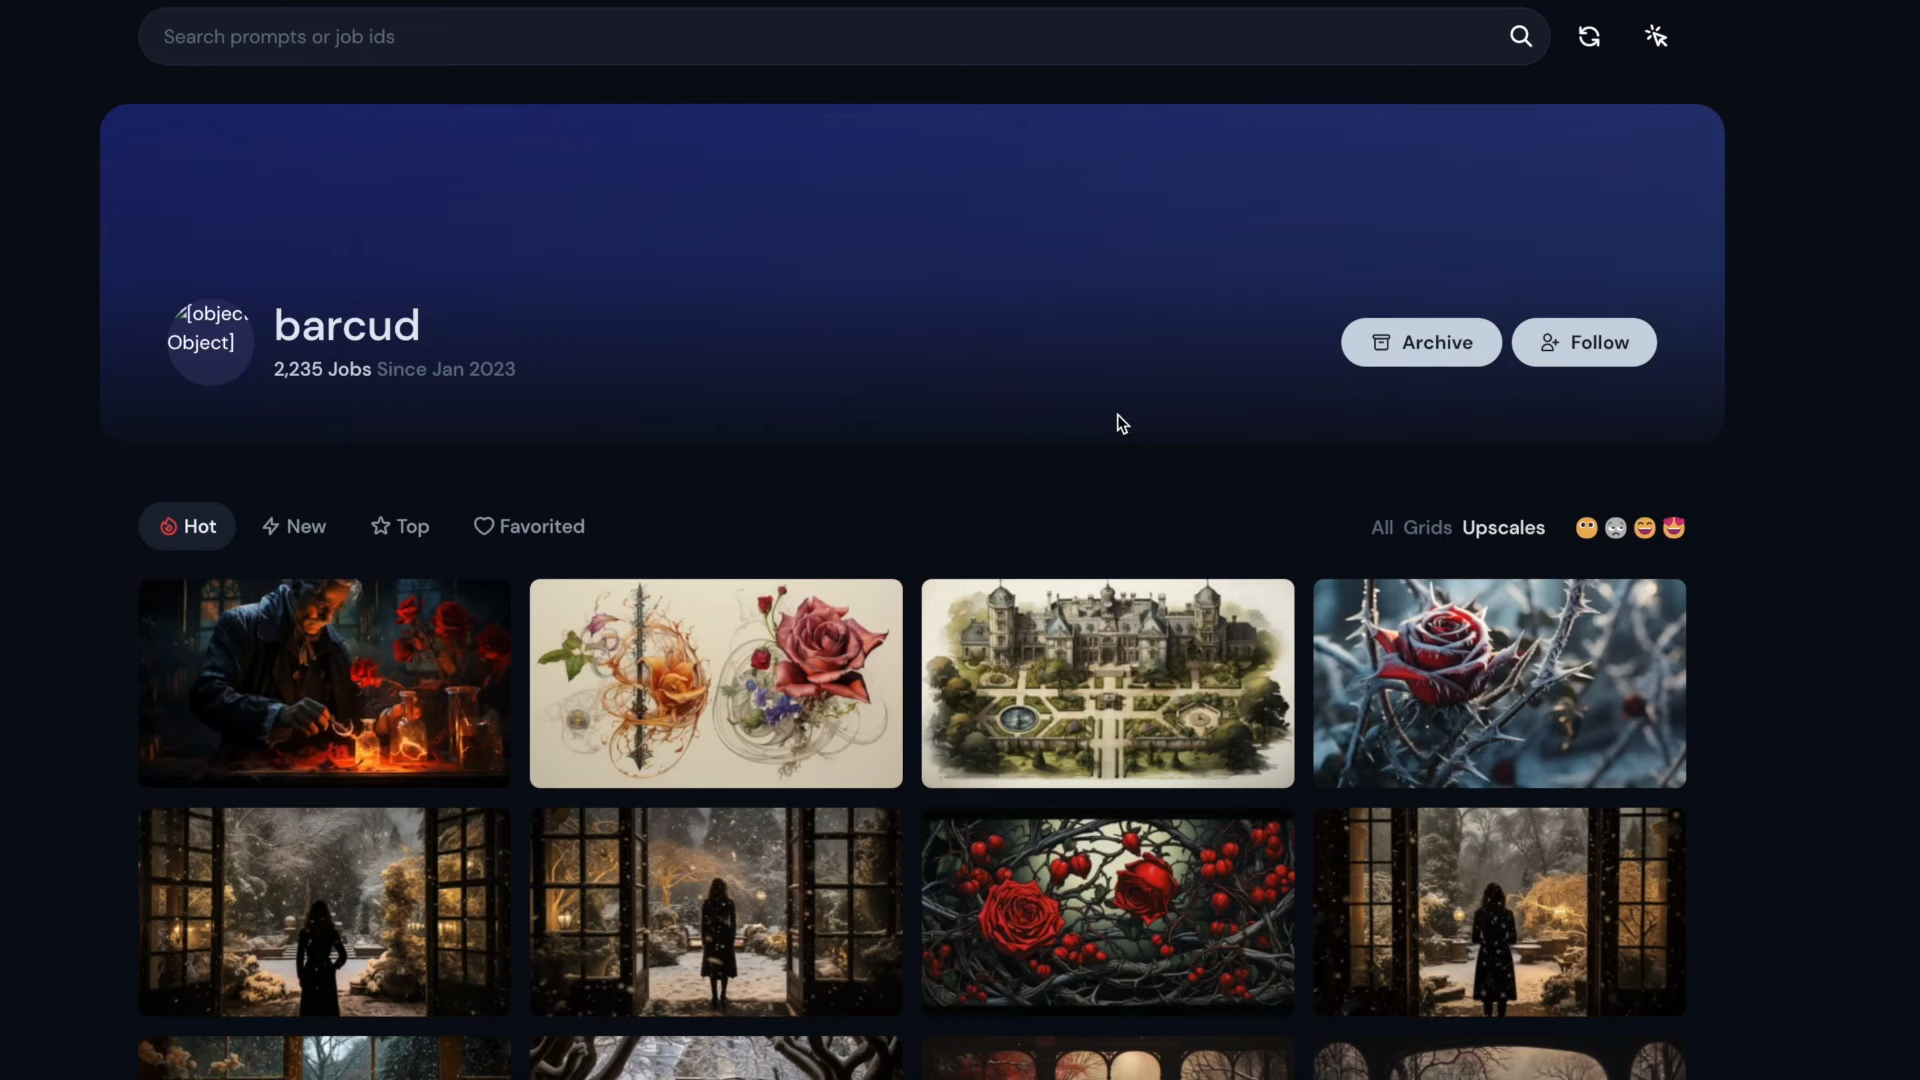 Search prompts or job ids
[objec
Object]
barcud
2,235 Jobs Since Jan 2023
Archive
Follow
Hot
New
Top
Favorited
All Grids Upscales